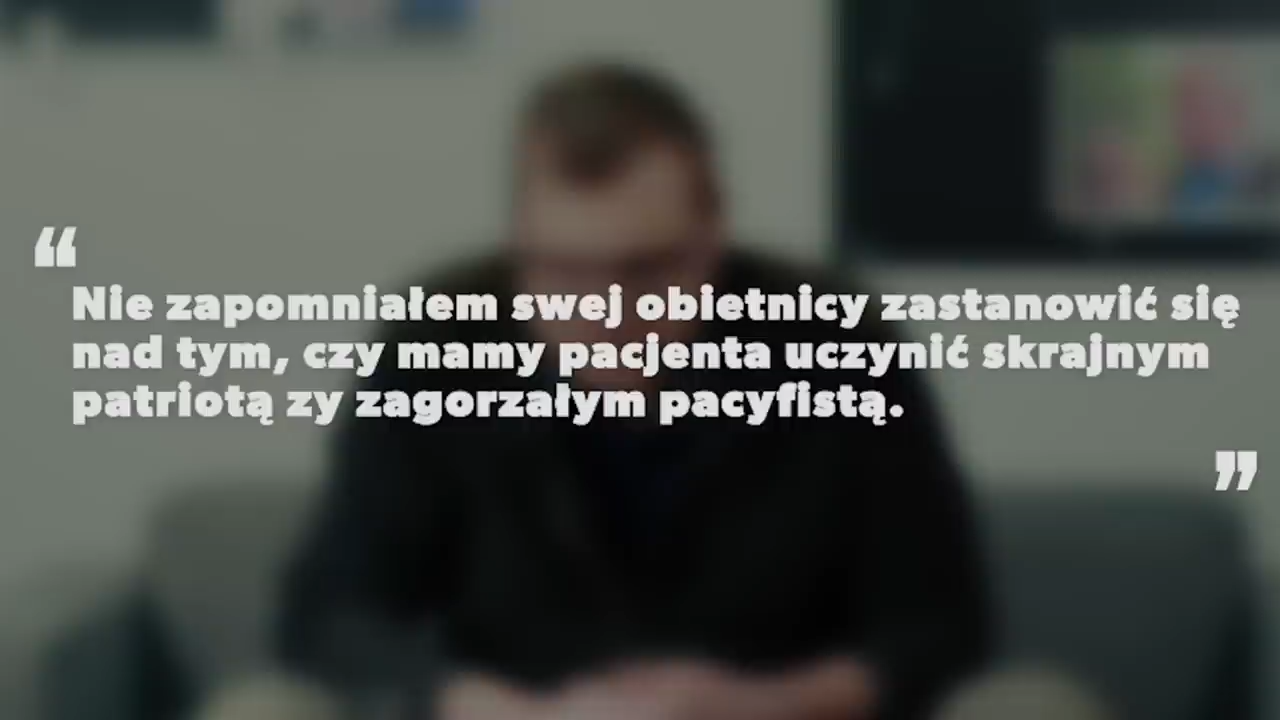 “
Nie zapomniałem swej obietnicy zastanowić się
nad tym, czy mamy pacjenta uczynić skrajnym
patriotą zy zagorzałym pacyfistą.
”